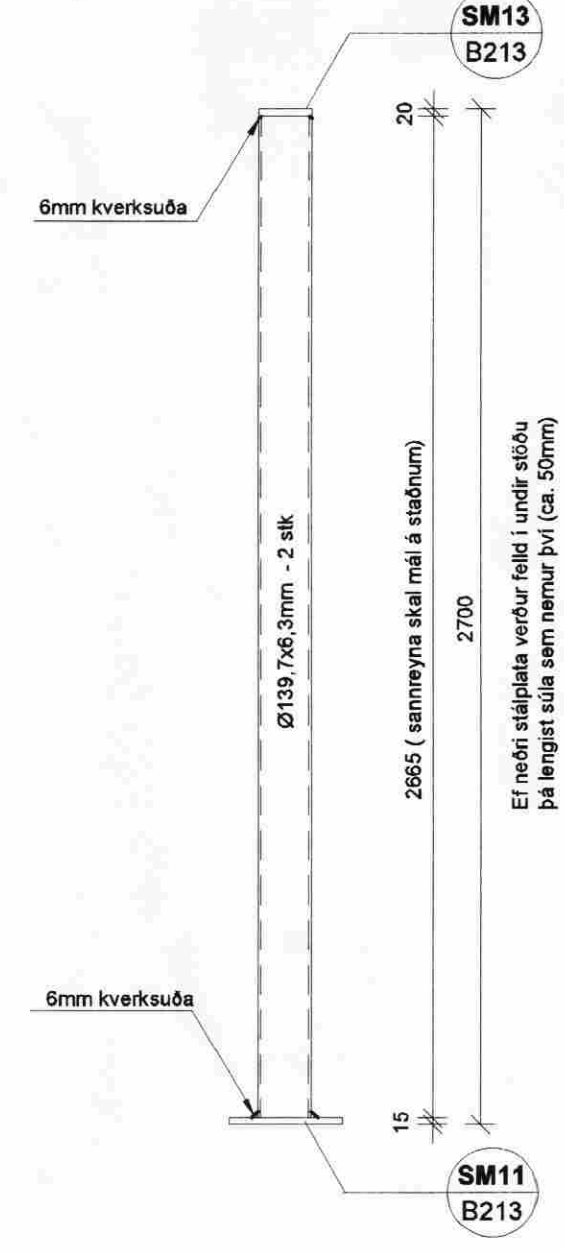 SM13
B213
20
6mm kverksuða
Ø139,7x6,3mm - 2 stk
2665 ( sannreyna skal mál á staðnum)
2700
Ef neðri stálplata verður felld í undir stöðu
þá lengist súla sem nemur því (ca. 50mm)
6mm kverksuða
15
SM11
B213